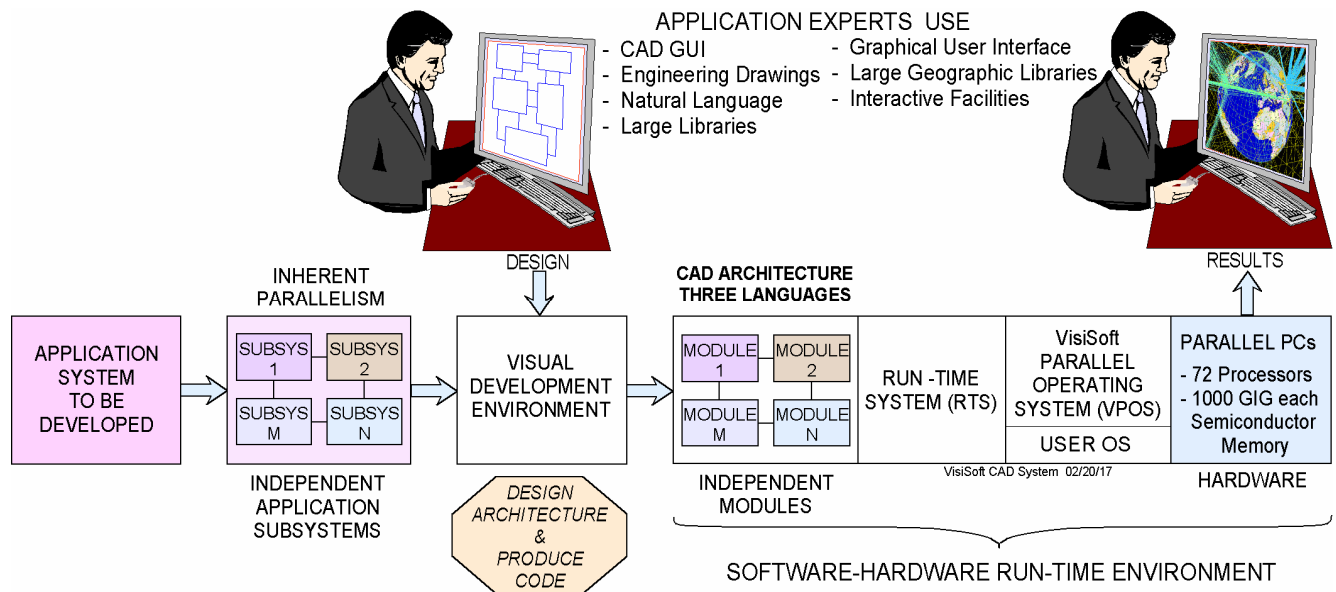 APPLICATION EXPERTS USE
- CAD GUI
- Engineering Drawings
- Natural Language
- Large Libraries
- Graphical User Interface
- Large Geographic Libraries
- Interactive Facilities
DESIGN
RESULTS
INHERENT
PARALLELISM
CAD ARCHITECTURE
THREE LANGUAGES
APPLICATION
SYSTEM
TO BE
DEVELOPED
SUBSYS
1
SUBSYS
2
SUBSYS
M
SUBSYS
N
INDEPENDENT
APPLICATION
SUBSYSTEMS
VISUAL
DEVELOPMENT
ENVIRONMENT
DESIGN
ARCHITECTURE
&
PRODUCE
CODE
MODULE
1
MODULE
2
MODULE
M
MODULE
N
INDEPENDENT
MODULES
RUN -TIME
SYSTEM (RTS)
VisiSoft
PARALLEL
OPERATING
SYSTEM (VPOS)
USER OS
PARALLEL PCs
- 72 Processors
- 1000 GIG each
Semiconductor
Memory
VisiSoft CAD System 02/20/17
HARDWARE
SOFTWARE-HARDWARE RUN-TIME ENVIRONMENT